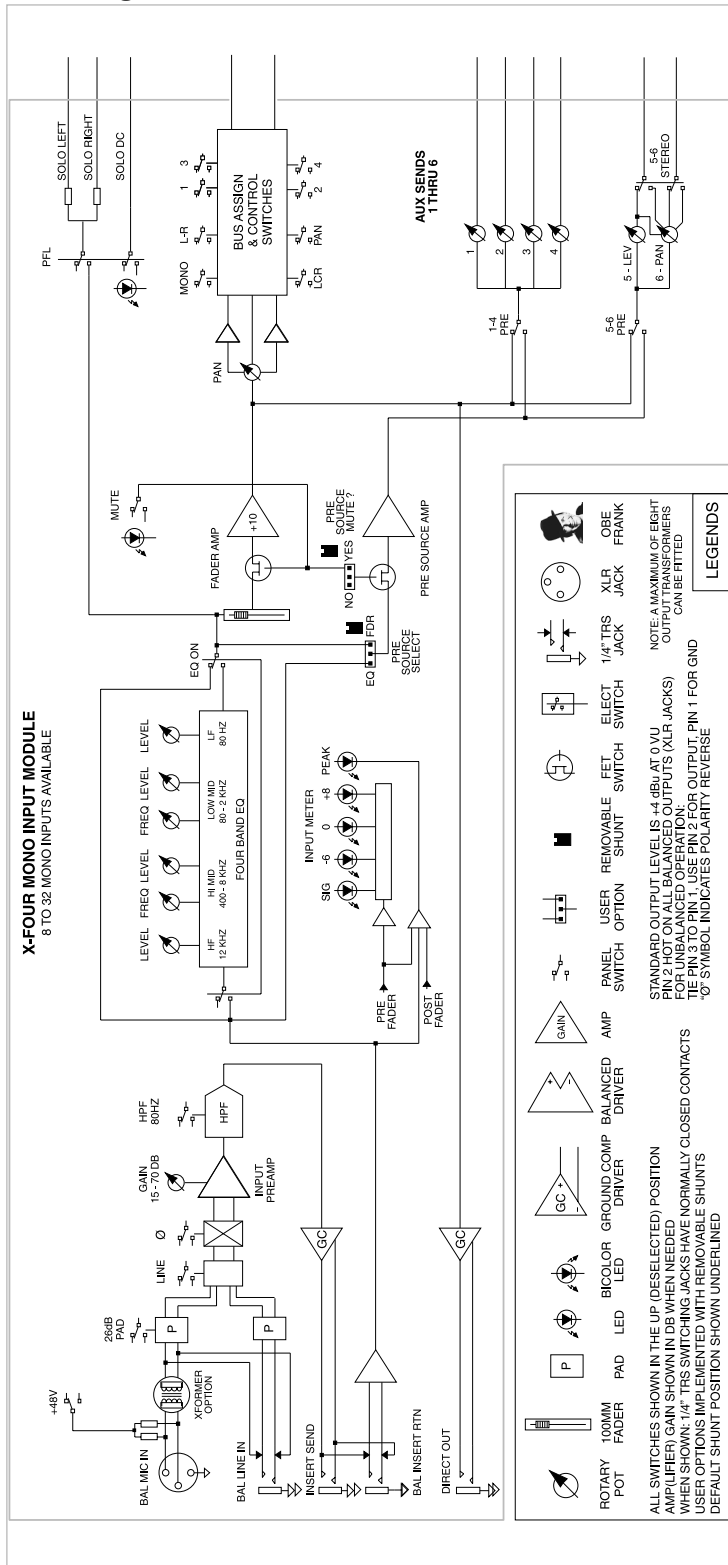 X-FOUR MONO INPUT MODULE
8 TO 32 MONO INPUTS AVAILABLE
+48V
BAL MIC IN
XFORMER
OPTION
26dB
PAD
P
P
LINE
Ø
GAIN
15 - 70 DB
INPUT
PREAMP
HPF
80HZ
HPF
BAL LINE IN
INSERT SEND
GC
BAL INSERT RTN
DIRECT OUT
GC
LEVEL
FREQ
LEVEL
FREQ
LEVEL
LEVEL
HF
12 KHZ
HI MID
400 - 8 KHZ
LOW MID
80 - 2 KHZ
LF
80 HZ
FOUR BAND EQ
EQ ON
INPUT METER
SIG
-6
0
+8
PEAK
PRE
FADER
POST
FADER
EQ
FDR
PRE
SOURCE
SELECT
MUTE
FADER AMP
+10
NO
YES
PRE
SOURCE
MUTE ?
PRE SOURCE AMP
PFL
SOLO LEFT
SOLO RIGHT
SOLO DC
PAN
MONO
L-R
1
3
BUS ASSIGN
& CONTROL
SWITCHES
LCR
PAN
2
4
AUX SENDS
1 THRU 6
1-4
PRE
1
2
3
4
5-6
PRE
5 - LEV
6 - PAN
5-6
STEREO
ROTARY
POT
100MM
FADER
P
PAD
LED
BICOLOR
LED
GC
+
-
GROUND COMP
DRIVER
+
-
BALANCED
DRIVER
GAIN
AMP
PANEL
SWITCH
USER
OPTION
REMOVABLE
SHUNT
FET
SWITCH
ELECT
SWITCH
1/4" TRS
JACK
XLR
JACK
OBE
FRANK
ALL SWITCHES SHOWN IN THE UP (DESELECTED) POSITION
AMP(LIFIER) GAIN SHOWN IN DB WHEN NEEDED
WHEN SHOWN: 1/4" TRS SWITCHING JACKS HAVE NORMALLY CLOSED CONTACTS
USER OPTIONS IMPLEMENTED WITH REMOVABLE SHUNTS
DEFAULT SHUNT POSITION SHOWN UNDERLINED
STANDARD OUTPUT LEVEL IS +4 dBu AT 0 VU
PIN 2 HOT ON ALL BALANCED OUTPUTS (XLR JACKS)
FOR UNBALANCED OPERATION:
TIE PIN 3 TO PIN 1, USE PIN 2 FOR OUTPUT, PIN 1 FOR GND
"Ø" SYMBOL INDICATES POLARITY REVERSE
NOTE: A MAXIMUM OF EIGHT
OUTPUT TRANSFORMERS
CAN BE FITTED
LEGENDS